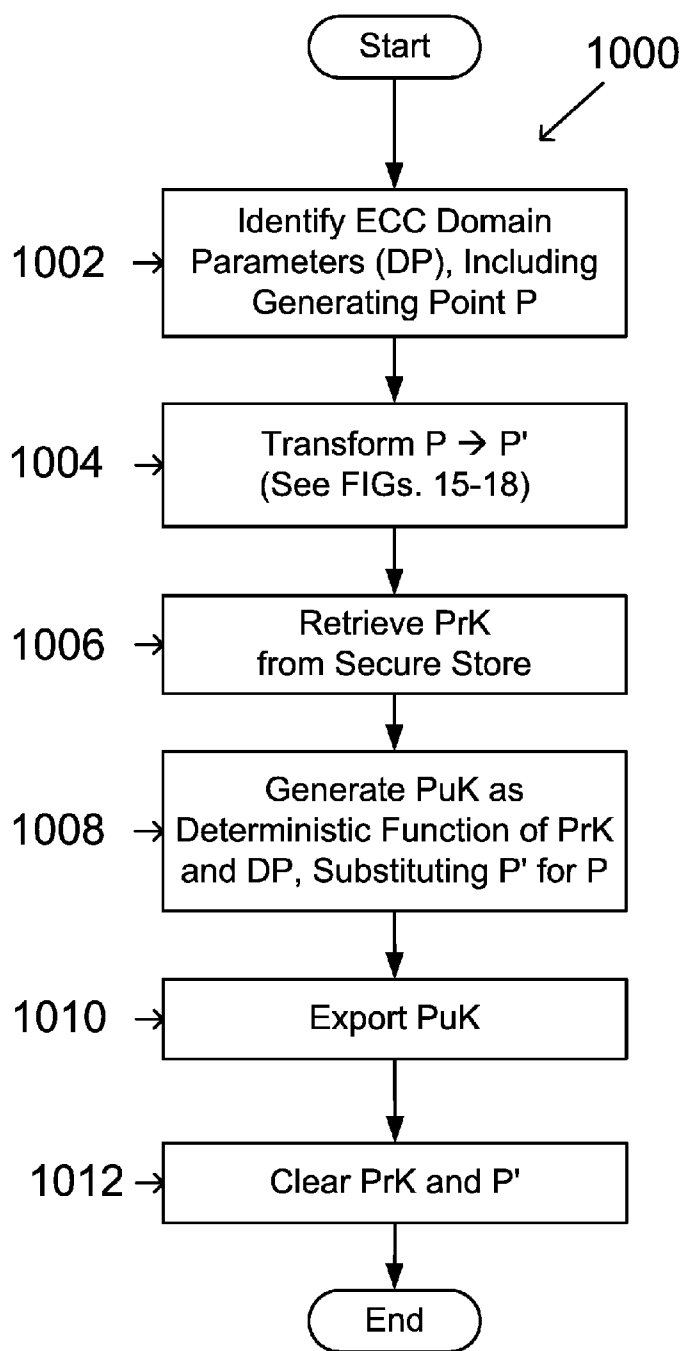 Start
1000
Identify ECC Domain
1002
Parameters (DP), Including
Generating Point P
Transform P → P'
1004
(See FIGs. 15-18)
Retrieve PrK
1006
from Secure Store
Generate PuK as
1008
Deterministic Function of PrK
and DP, Substituting P' for P
1010
Export PuK
1012
Clear PrK and P'
End